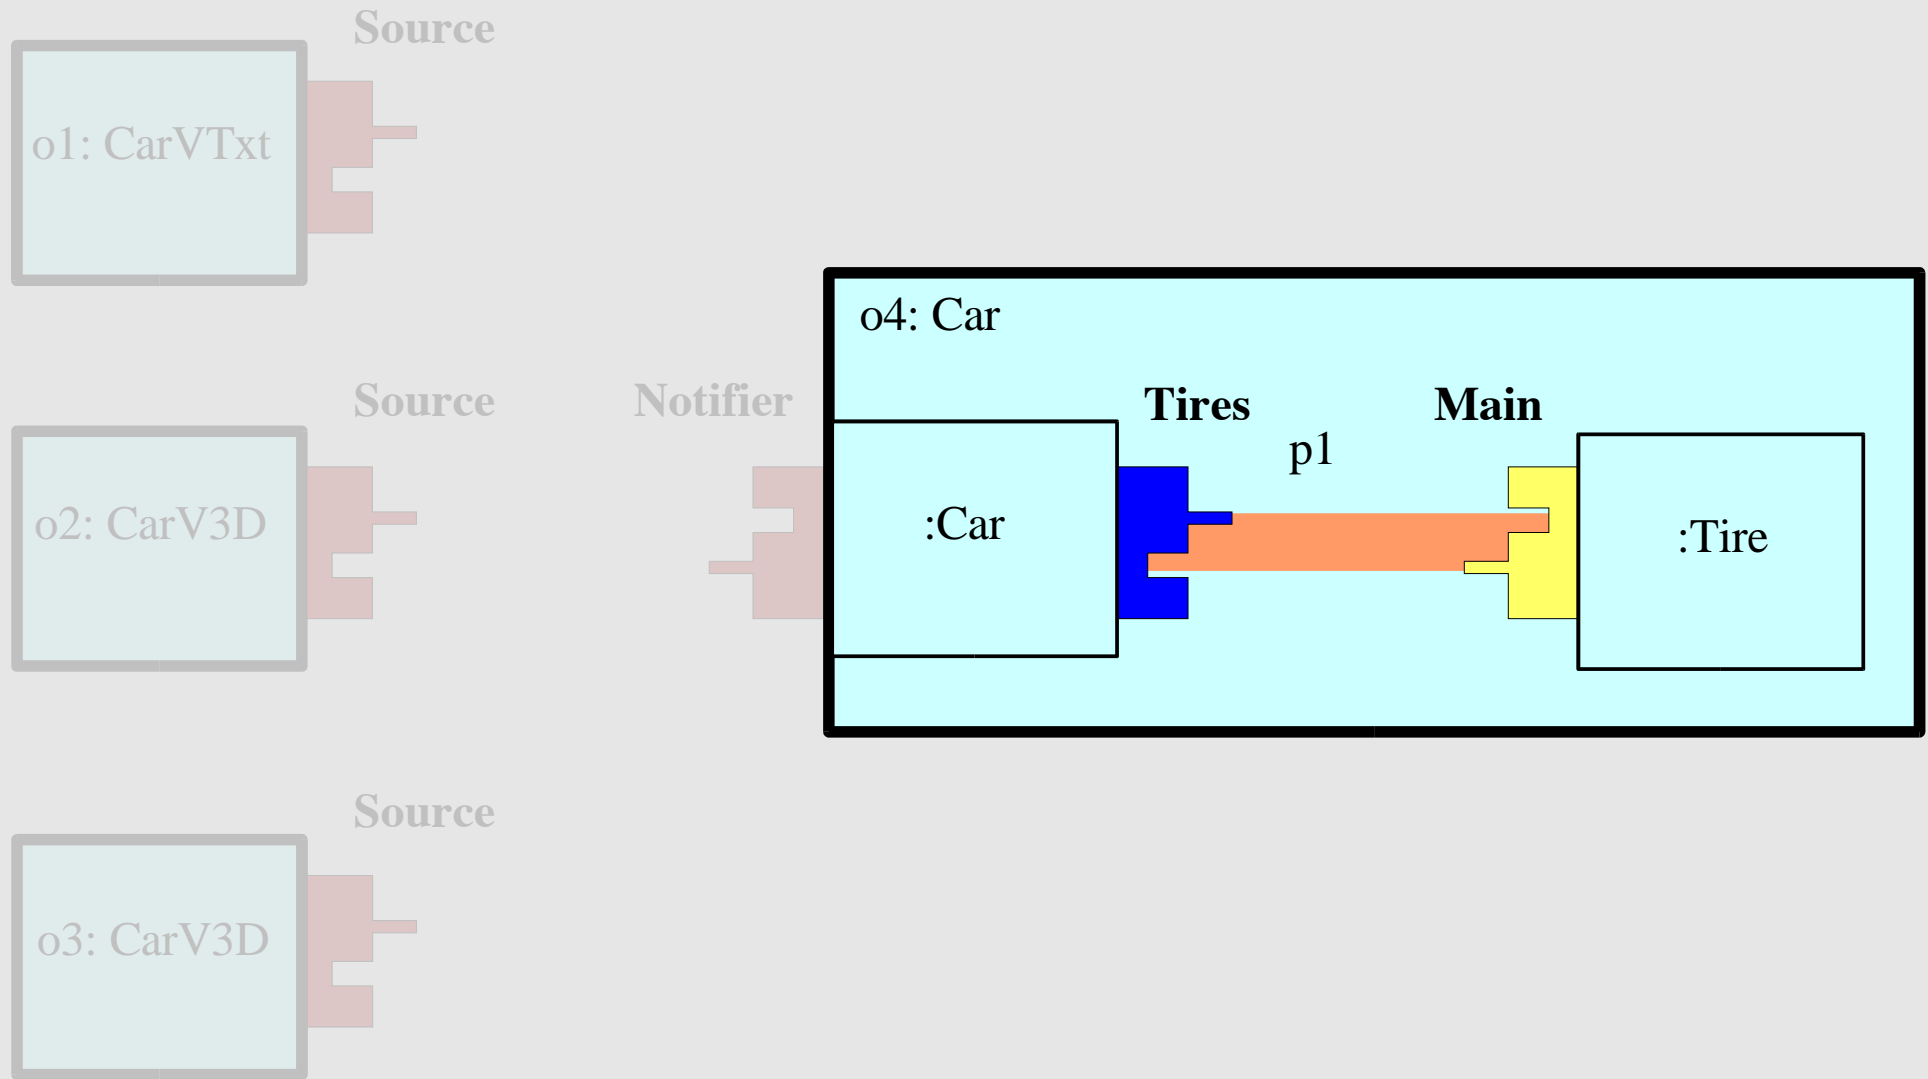 Source
o1: CarVTxt
o4: Car
Source
Notifier
Tires
Main
p1
o2: CarV3D
:Car
:Tire
Source
o3: CarV3D